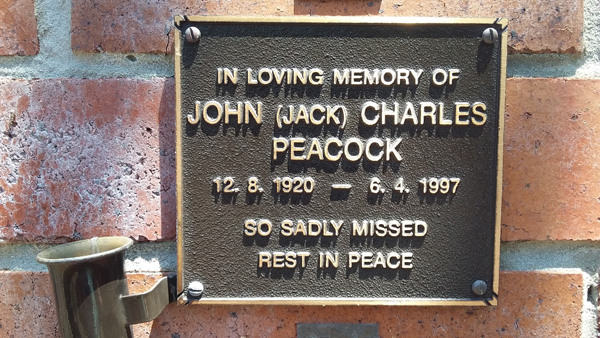 IN LOVING MEMORY OF
JOHN (JACK) CHARLES
PEACOCK
12. 8. 1920 — 6. 4. 1997
SO SADLY MISSED
REST IN PEACE